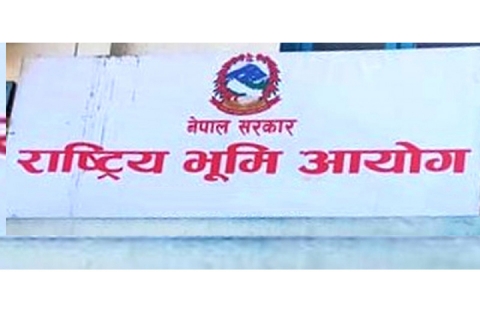 नेपाल सरकार
राष्ट्रिय भूमि आयोग